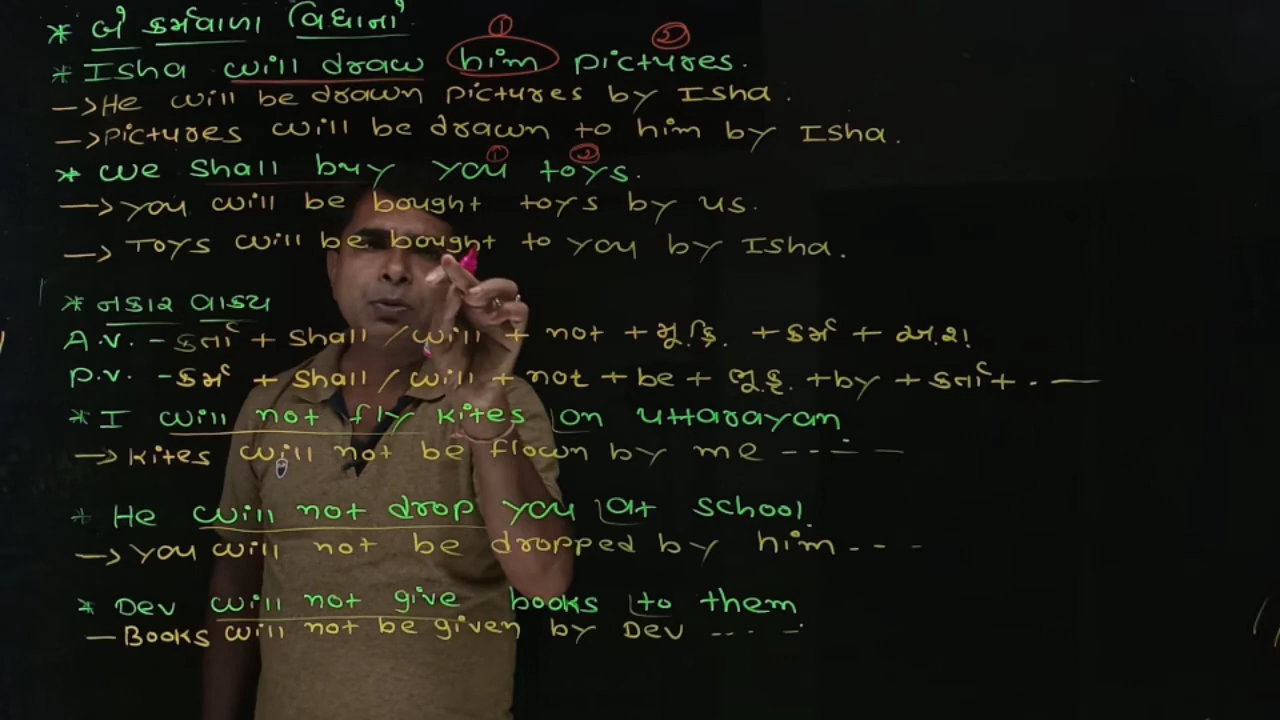 * બે કર્મવાળા વિધાનો
* Isha will draw him pictures. ① ②
→ He will be drawn pictures by Isha.
→ Pictures will be drawn to him by Isha.
* We shall buy you toys. ① ②
→ You will be bought toys by us.
→ Toys will be bought to you by Isha.
* નકાર વાક્ય
A.V. - કર્તા + shall / will + not + મૂ.ક્રિ. + કર્મ + અ.શ.
P.V. - કર્મ + shall / will + not + be + ભૂ.કૃ. + by + કર્તા + . —
* I will not fly kites on uttarayan
→ Kites will not be flown by me ----
* He will not drop you at school.
→ You will not be dropped by him - - -
* Dev will not give books to them
- Books will not be given by Dev ----